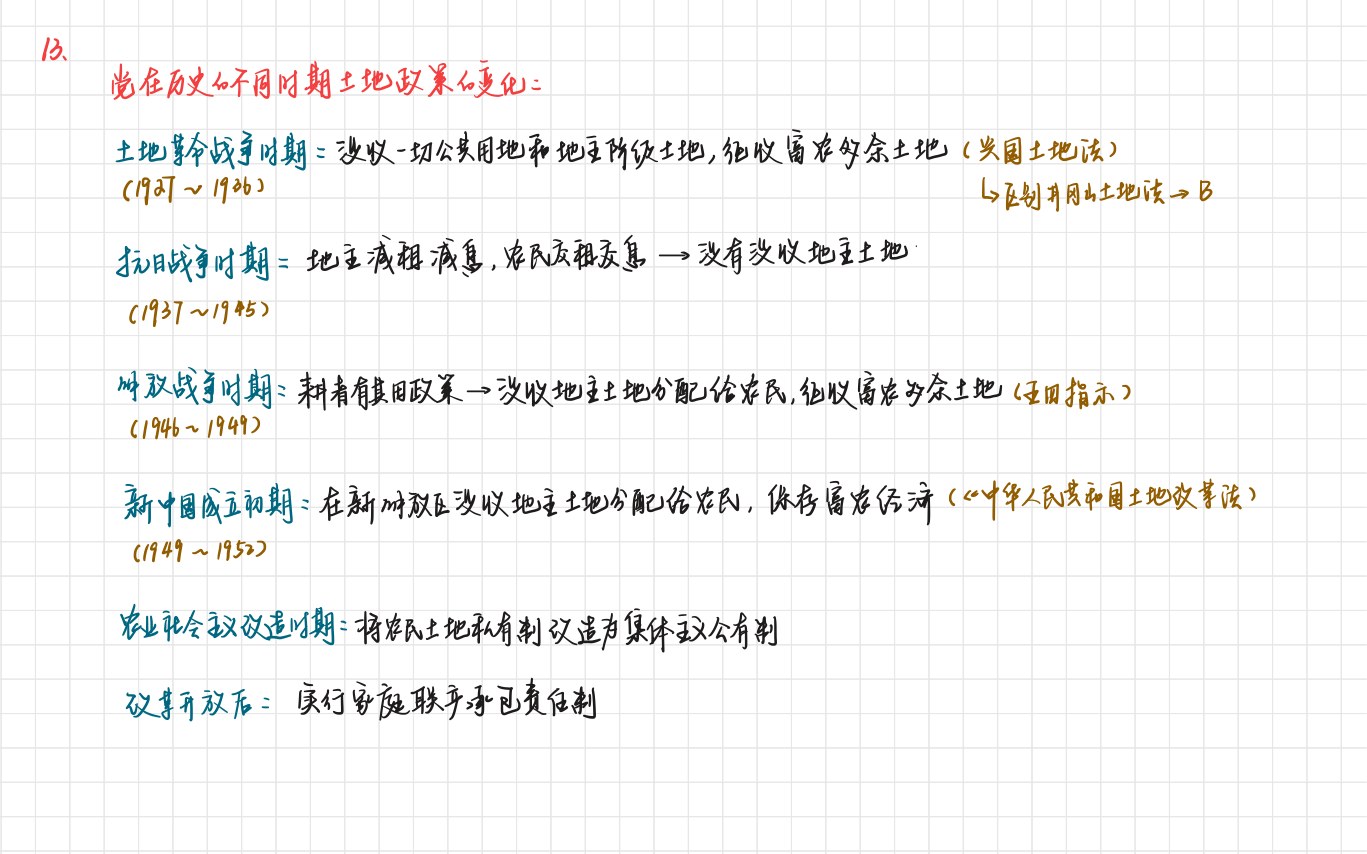 13、
党在历史的不同时期土地政策的变化:
土地革命战争时期:没收一切公共用地和地主阶级土地,征收富农多余土地(兴国土地法)
(1927~1936)
↳区别井冈山土地法→B
抗日战争时期:地主减租减息,农民交租交息→没有没收地主土地
(1937~1945)
解放战争时期:耕者有其田政策→没收地主土地分配给农民,征收富农多余土地(五四指示)
(1946~1949)
新中国成立初期:在新解放区没收地主土地分配给农民,保存富农经济(《中华人民共和国土地改革法)
(1949~1952)
农业社会主义改造时期:将农民土地私有制改造为集体主义公有制
改革开放后:实行家庭联产承包责任制